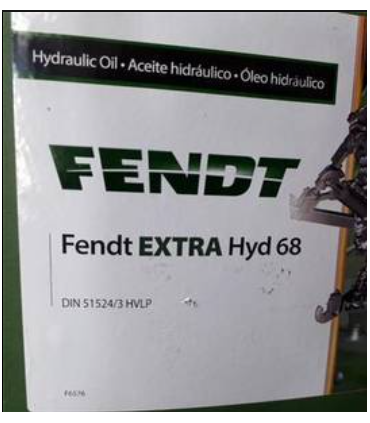 Hydraulic Oil • Aceite hidráulico • Óleo hidráulico
FENDT
Fendt EXTRA Hyd 68
DIN 51524/3 HVLP